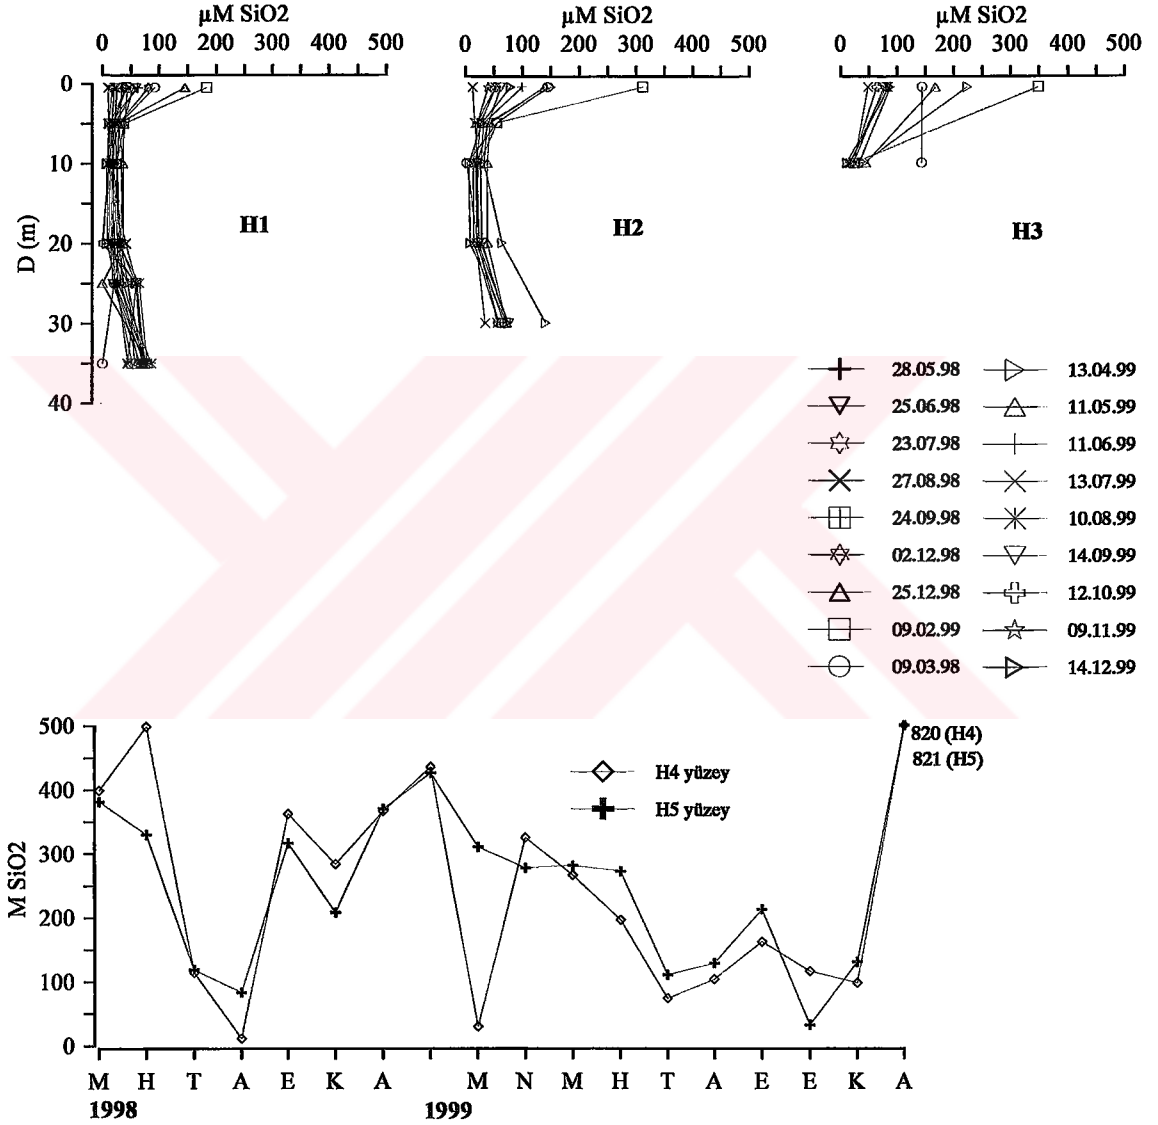 µM SiO2 µM SiO2 µM SiO2
0 100 200 300 400 500 0 100 200 300 400 500 0 100 200 300 400 500
0
10
20
30
40
D (m)
H1
H2
H3
28.05.98 13.04.99
25.06.98 11.05.99
23.07.98 11.06.99
27.08.98 13.07.99
24.09.98 10.08.99
02.12.98 14.09.99
25.12.98 12.10.99
09.02.99 09.11.99
09.03.98 14.12.99
500
400
300
200
100
0
M SiO2
820 (H4)
821 (H5)
H4 yüzey
H5 yüzey
M H T A E K A M N M H T A E E K A
1998 1999